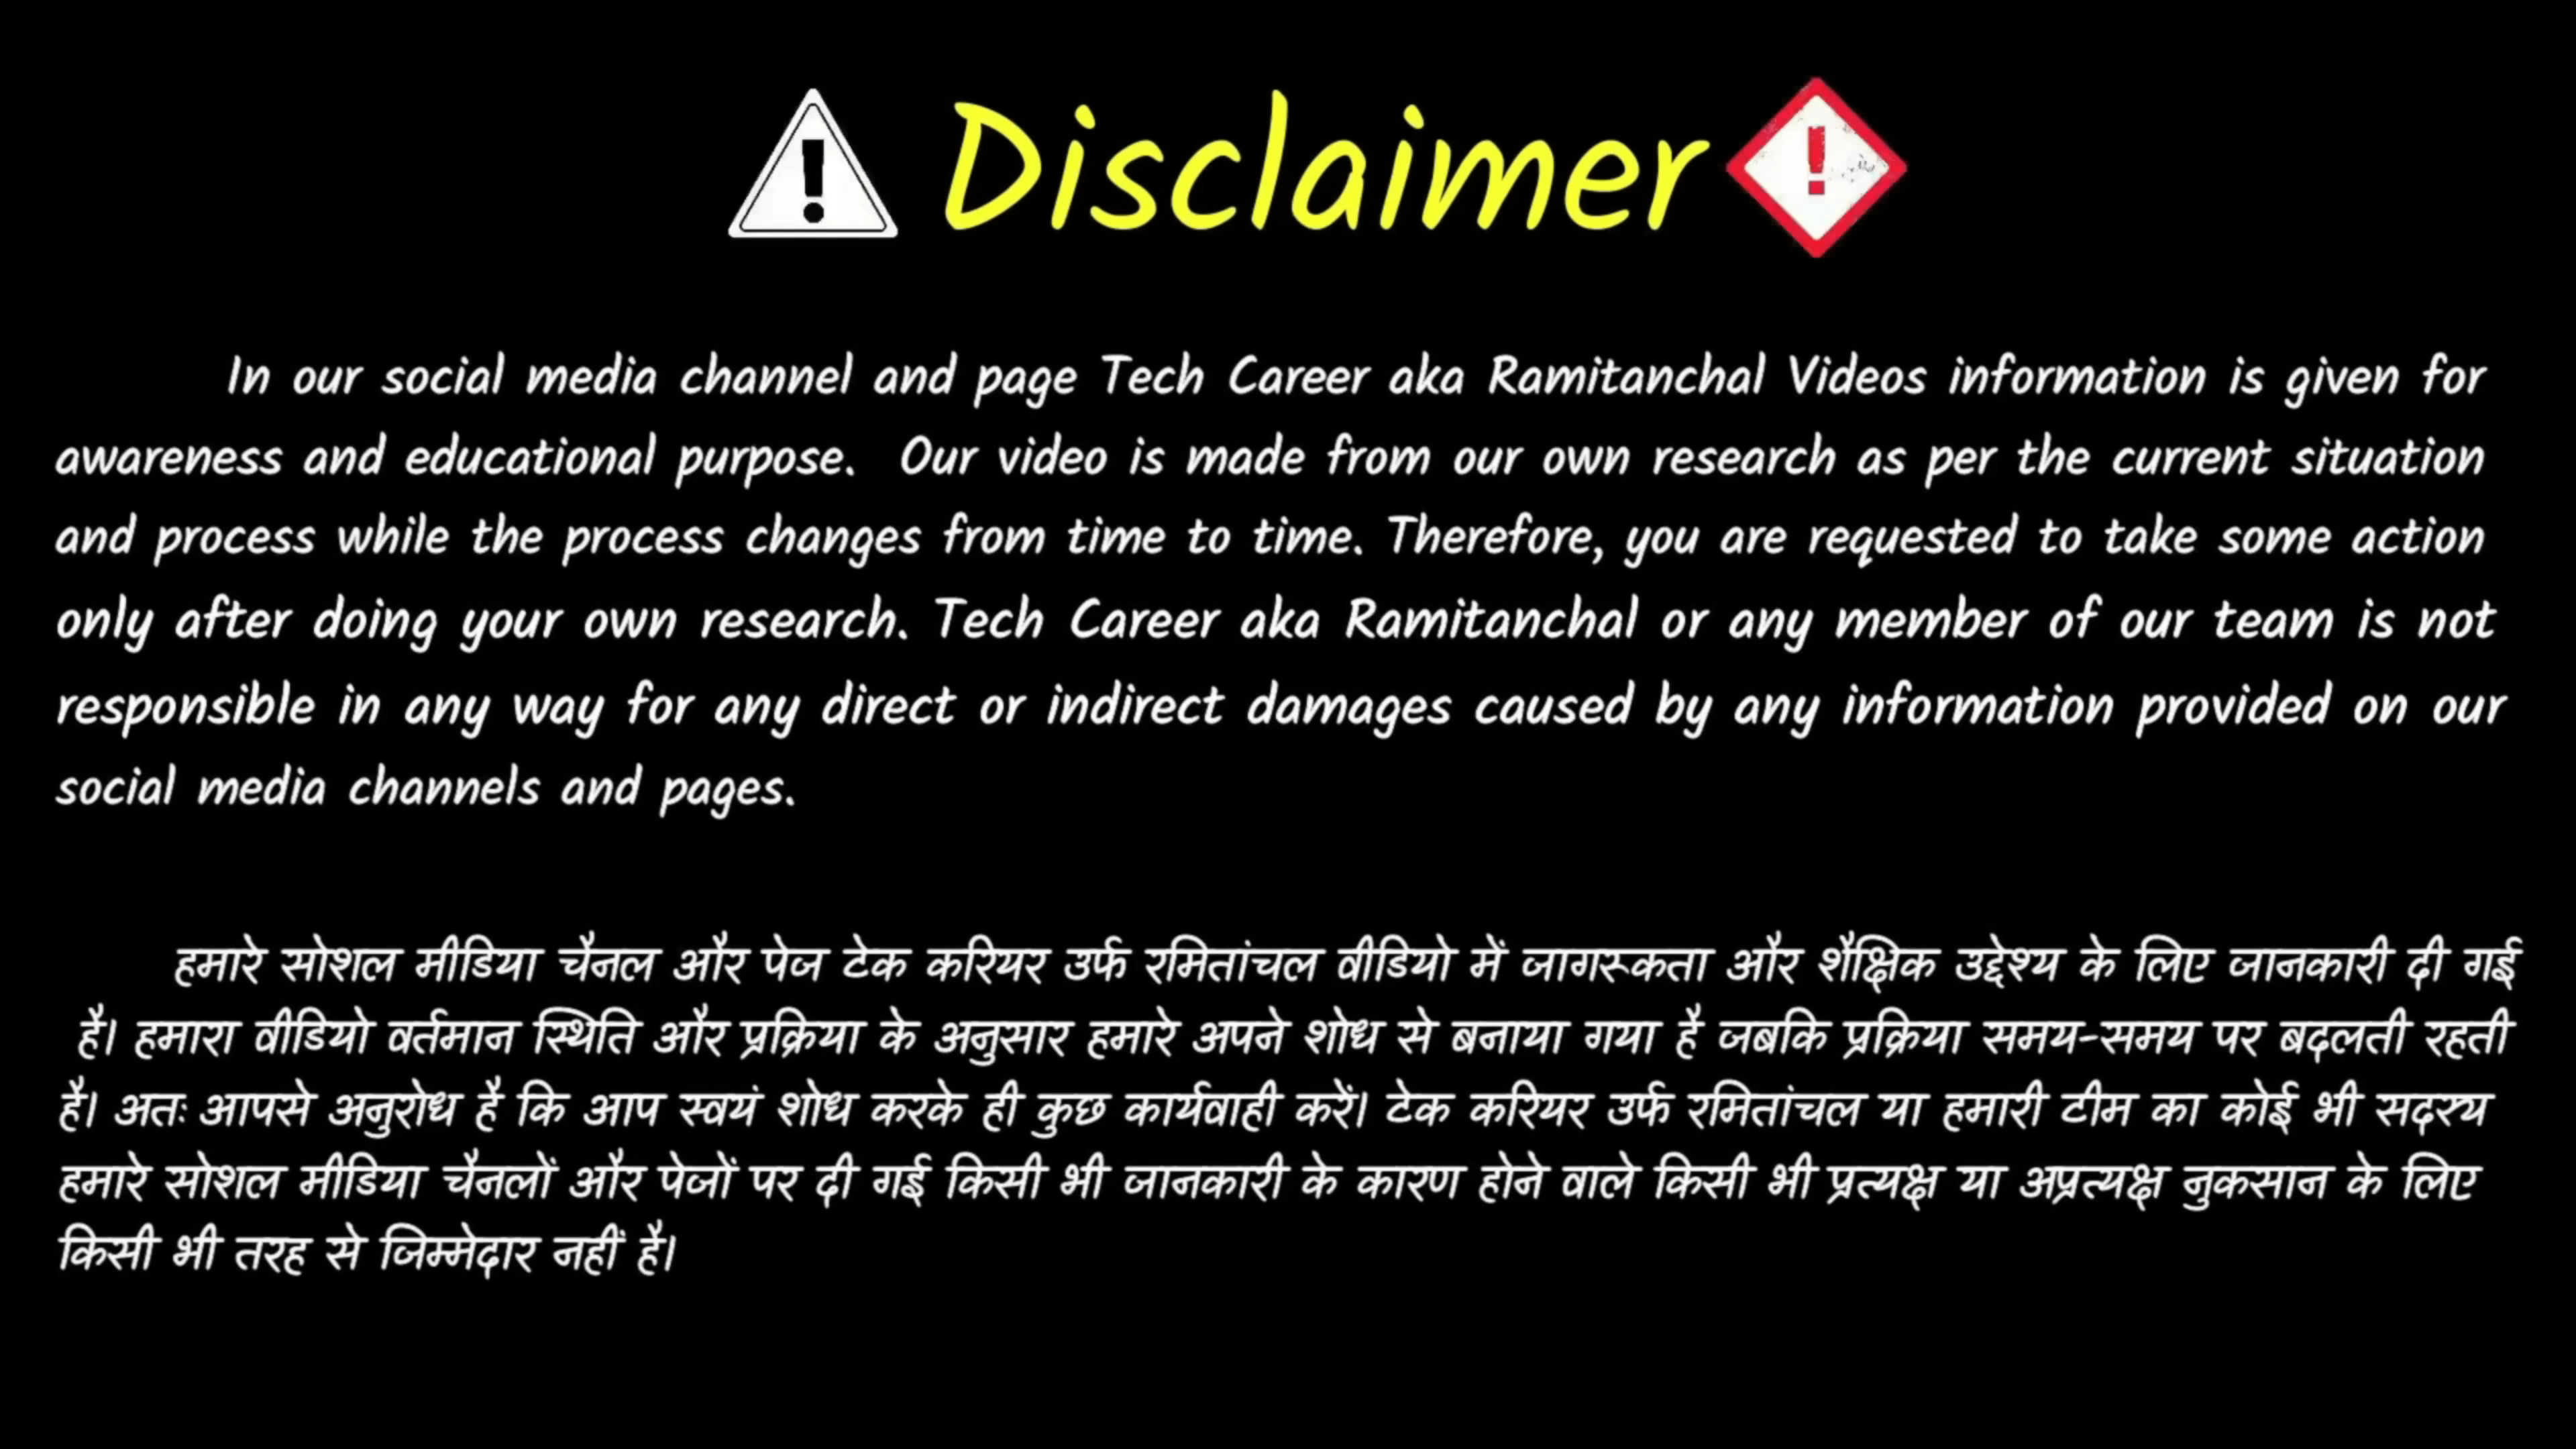 Disclaimer
In our social media channel and page Tech Career aka Ramitanchal Videos information is given for
awareness and educational purpose. Our video is made from our own research as per the current situation
and process while the process changes from time to time. Therefore, you are requested to take some action
only after doing your own research. Tech Career aka Ramitanchal or any member of our team is not
responsible in any way for any direct or indirect damages caused by any information provided on our
social media channels and pages.
हमारे सोशल मीडिया चैनल और पेज टेक करियर उर्फ रमितांचल वीडियो में जागरूकता और शैक्षिक उद्देश्य के लिए जानकारी दी गई
है। हमारा वीडियो वर्तमान स्थिति और प्रक्रिया के अनुसार हमारे अपने शोध से बनाया गया है जबकि प्रक्रिया समय-समय पर बदलती रहती
है। अतः आपसे अनुरोध है कि आप स्वयं शोध करके ही कुछ कार्यवाही करें। टेक करियर उर्फ रमितांचल या हमारी टीम का कोई भी सदस्य
हमारे सोशल मीडिया चैनलों और पेजों पर दी गई किसी भी जानकारी के कारण होने वाले किसी भी प्रत्यक्ष या अप्रत्यक्ष नुकसान के लिए
किसी भी तरह से जिम्मेदार नहीं है।